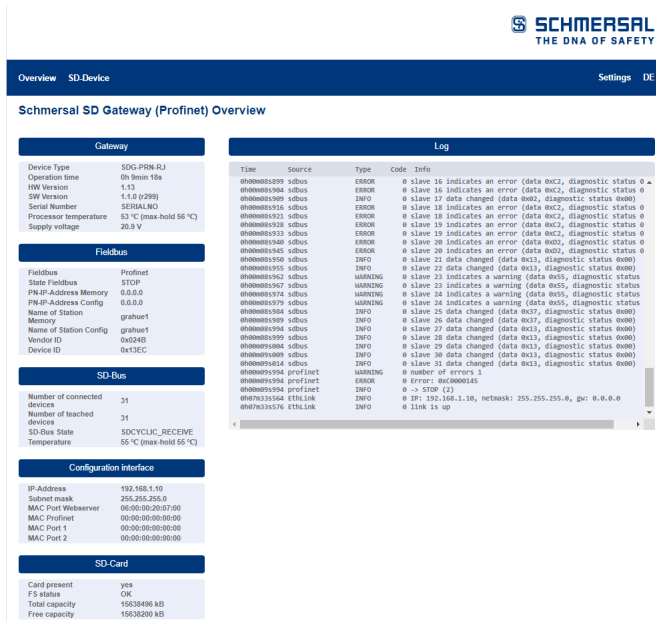 SCHMERSAL
THE DNA OF SAFETY
Overview SD-Device Settings DE
Schmersal SD Gateway (Profinet) Overview
Gateway
Device Type SDG-PRN-RJ
Operation time 0h 9min 18s
HW Version 1.13
SW Version 1.1.0 (r299)
Serial Number SERIALNO
Processor temperature 53 °C (max-hold 56 °C)
Supply voltage 20.9 V
Fieldbus
Fieldbus Profinet
State Fieldbus STOP
PN-IP-Address Memory 0.0.0.0
PN-IP-Address Config 0.0.0.0
Name of Station
Memory grahue1
Name of Station Config grahue1
Vendor ID 0x024B
Device ID 0x13EC
SD-Bus
Number of connected
devices 31
Number of teached
devices 31
SD-Bus State SDCYCLIC_RECEIVE
Temperature 55 °C (max-hold 55 °C)
Configuration interface
IP-Address 192.168.1.10
Subnet mask 255.255.255.0
MAC Port Webserver 06:00:00:20:07:00
MAC Profinet 00:00:00:00:00:00
MAC Port 1 00:00:00:00:00:00
MAC Port 2 00:00:00:00:00:00
SD-Card
Card present yes
FS status OK
Total capacity 15638496 kB
Free capacity 15638200 kB
Log
Time Source Type Code Info
0h00m08s899 sdbus ERROR 0 slave 16 indicates an error (data 0xC2, diagnostic status 0
0h00m08s904 sdbus ERROR 0 slave 16 indicates an error (data 0xC2, diagnostic status 0
0h00m08s909 sdbus INFO 0 slave 17 data changed (data 0x02, diagnostic status 0x00)
0h00m08s916 sdbus ERROR 0 slave 18 indicates an error (data 0xC2, diagnostic status 0
0h00m08s921 sdbus ERROR 0 slave 18 indicates an error (data 0xC2, diagnostic status 0
0h00m08s928 sdbus ERROR 0 slave 19 indicates an error (data 0xC2, diagnostic status 0
0h00m08s933 sdbus ERROR 0 slave 19 indicates an error (data 0xC2, diagnostic status 0
0h00m08s940 sdbus ERROR 0 slave 20 indicates an error (data 0xD2, diagnostic status 0
0h00m08s945 sdbus ERROR 0 slave 20 indicates an error (data 0xD2, diagnostic status 0
0h00m08s950 sdbus INFO 0 slave 21 data changed (data 0x13, diagnostic status 0x00)
0h00m08s955 sdbus INFO 0 slave 22 data changed (data 0x13, diagnostic status 0x00)
0h00m08s962 sdbus WARNING 0 slave 23 indicates a warning (data 0x55, diagnostic status
0h00m08s967 sdbus WARNING 0 slave 23 indicates a warning (data 0x55, diagnostic status
0h00m08s974 sdbus WARNING 0 slave 24 indicates a warning (data 0x55, diagnostic status
0h00m08s979 sdbus WARNING 0 slave 24 indicates a warning (data 0x55, diagnostic status
0h00m08s984 sdbus INFO 0 slave 25 data changed (data 0x37, diagnostic status 0x00)
0h00m08s989 sdbus INFO 0 slave 26 data changed (data 0x37, diagnostic status 0x00)
0h00m08s994 sdbus INFO 0 slave 27 data changed (data 0x13, diagnostic status 0x00)
0h00m08s999 sdbus INFO 0 slave 28 data changed (data 0x13, diagnostic status 0x00)
0h00m09s004 sdbus INFO 0 slave 29 data changed (data 0x13, diagnostic status 0x00)
0h00m09s009 sdbus INFO 0 slave 30 data changed (data 0x13, diagnostic status 0x00)
0h00m09s014 sdbus INFO 0 slave 31 data changed (data 0x13, diagnostic status 0x00)
0h00m09s994 profinet WARNING 0 number of errors 1
0h00m09s994 profinet ERROR 0 Error: 0xC0000145
0h00m09s994 profinet INFO 0 -> STOP (2)
0h07m33s564 EthLink INFO 0 IP: 192.168.1.10, netmask: 255.255.255.0, gw: 0.0.0.0
0h07m33s576 EthLink INFO 0 link is up